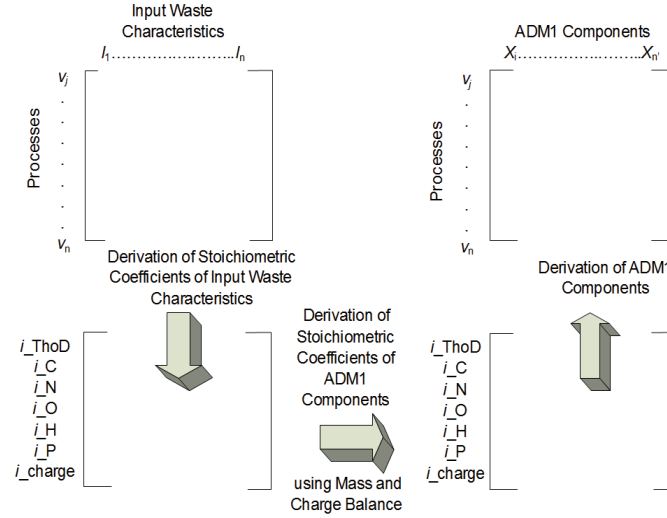 Input Waste
Characteristics
I1........................In
vj
.
.
.
.
.
.
.
vn
Processes
Derivation of Stoichiometric
Coefficients of Input Waste
Characteristics
i_ThoD
i_C
i_N
i_O
i_H
i_P
i_charge
Derivation of
Stoichiometric
Coefficients of
ADM1
Components
using Mass and
Charge Balance
ADM1 Components
Xi........................Xn'
vj
.
.
.
.
.
.
.
vn
Processes
Derivation of ADM1
Components
i_ThoD
i_C
i_N
i_O
i_H
i_P
i_charge